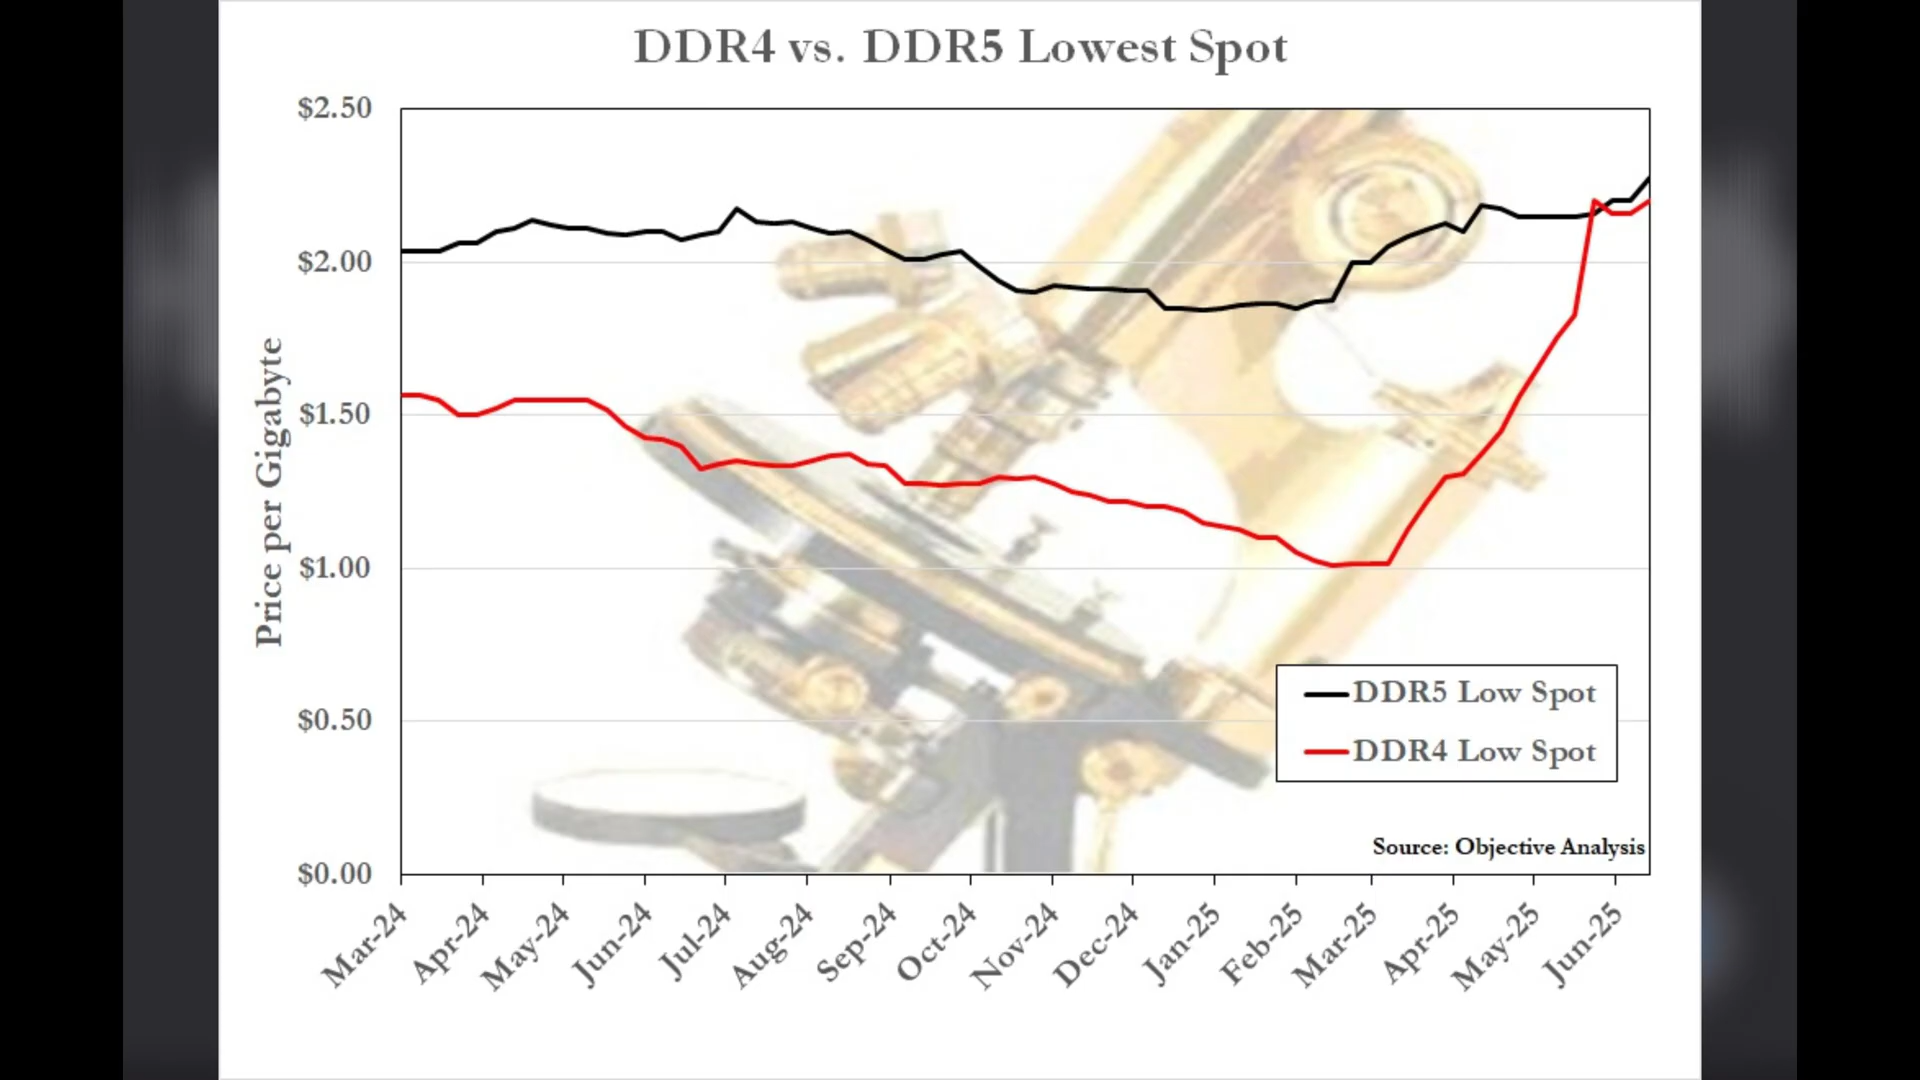 DDR4 vs. DDR5 Lowest Spot
$2.50
$2.00
$1.50
$1.00
$0.50
$0.00
Price per Gigabyte
DDR5 Low Spot
DDR4 Low Spot
Source: Objective Analysis
Mar-24
Apr-24
May-24
Jun-24
Jul-24
Aug-24
Sep-24
Oct-24
Nov-24
Dec-24
Jan-25
Feb-25
Mar-25
Apr-25
May-25
Jun-25